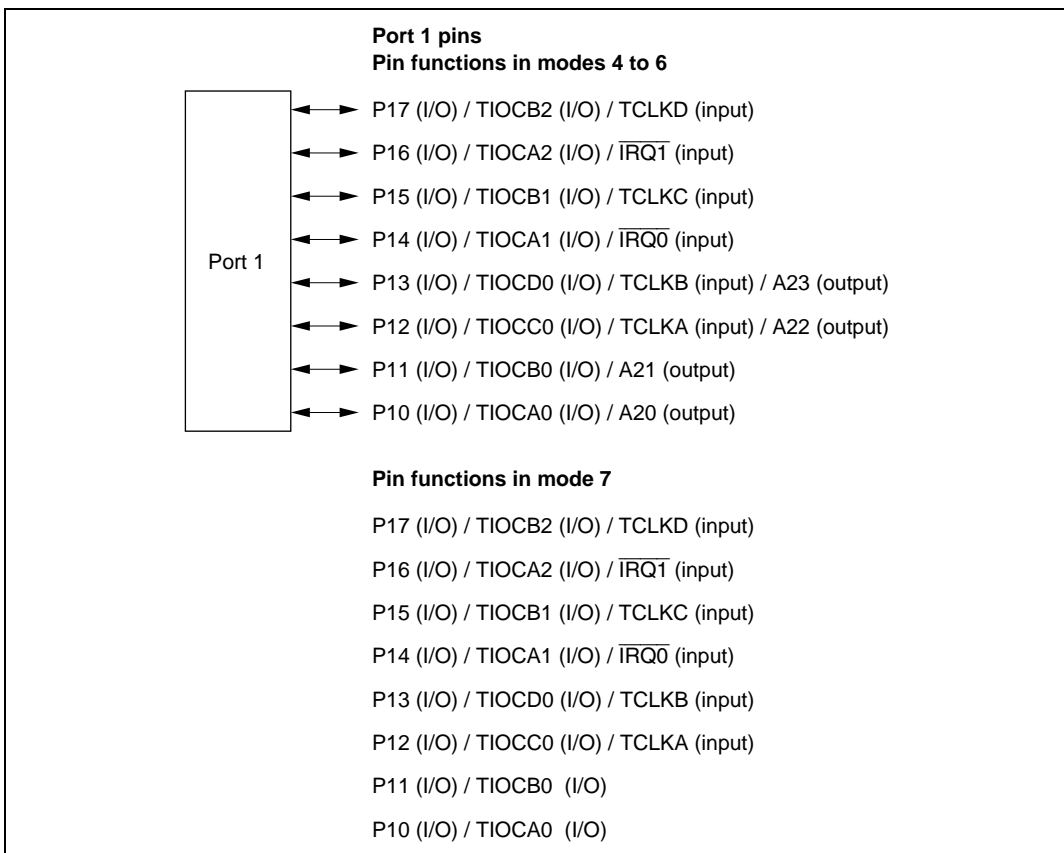 Port 1 pins
Pin functions in modes 4 to 6
P17 (I/O) / TIOCB2 (I/O) / TCLKD (input)
P16 (I/O) / TIOCA2 (I/O) / I̅R̅Q̅1̅ (input)
P15 (I/O) / TIOCB1 (I/O) / TCLKC (input)
P14 (I/O) / TIOCA1 (I/O) / I̅R̅Q̅0̅ (input)
Port 1
P13 (I/O) / TIOCD0 (I/O) / TCLKB (input) / A23 (output)
P12 (I/O) / TIOCC0 (I/O) / TCLKA (input) / A22 (output)
P11 (I/O) / TIOCB0 (I/O) / A21 (output)
P10 (I/O) / TIOCA0 (I/O) / A20 (output)
Pin functions in mode 7
P17 (I/O) / TIOCB2 (I/O) / TCLKD (input)
P16 (I/O) / TIOCA2 (I/O) / I̅R̅Q̅1̅ (input)
P15 (I/O) / TIOCB1 (I/O) / TCLKC (input)
P14 (I/O) / TIOCA1 (I/O) / I̅R̅Q̅0̅ (input)
P13 (I/O) / TIOCD0 (I/O) / TCLKB (input)
P12 (I/O) / TIOCC0 (I/O) / TCLKA (input)
P11 (I/O) / TIOCB0 (I/O)
P10 (I/O) / TIOCA0 (I/O)